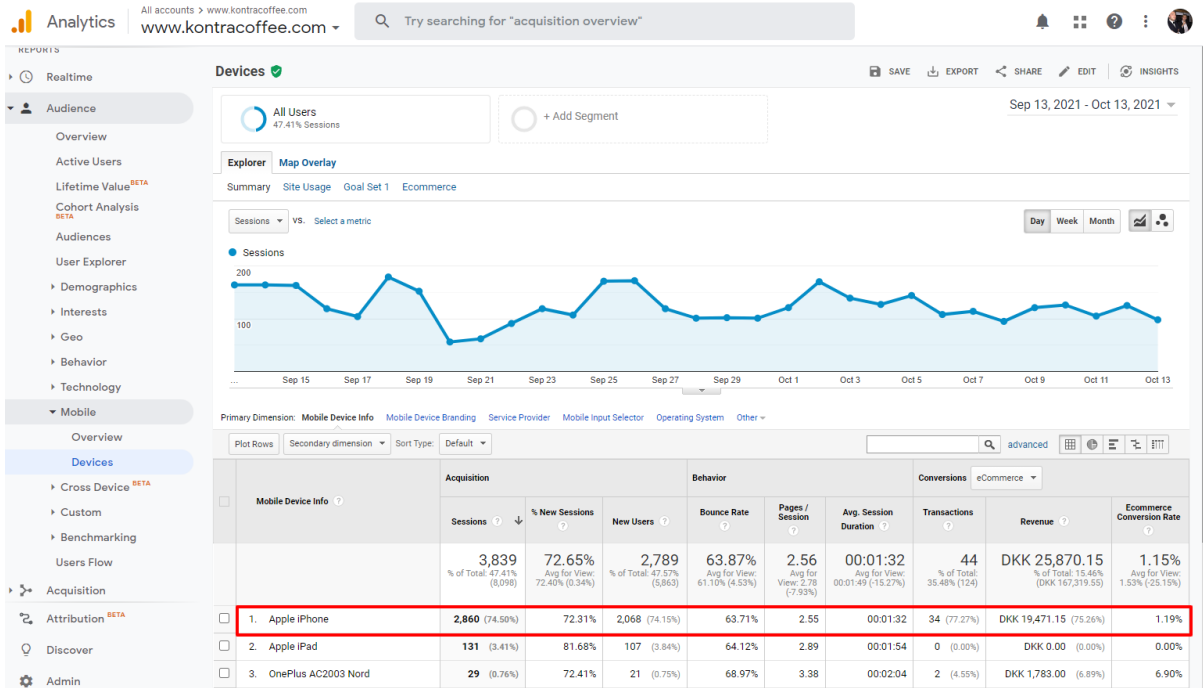 Analytics
All accounts > www.kontracoffee.com
www.kontracoffee.com
Try searching for "acquisition overview"
REPORTS
Realtime
Audience
Overview
Active Users
Lifetime Value BETA
Cohort Analysis
BETA
Audiences
User Explorer
Demographics
Interests
Geo
Behavior
Technology
Mobile
Overview
Devices
Cross Device BETA
Custom
Benchmarking
Users Flow
Acquisition
Attribution BETA
Discover
Admin
Devices
SAVE EXPORT SHARE EDIT INSIGHTS
All Users
47.41% Sessions
+ Add Segment
Sep 13, 2021 - Oct 13, 2021
Explorer Map Overlay
Summary Site Usage Goal Set 1 Ecommerce
Sessions VS. Select a metric
Day Week Month
Sessions
200
100
... Sep 15 Sep 17 Sep 19 Sep 21 Sep 23 Sep 25 Sep 27 Sep 29 Oct 1 Oct 3 Oct 5 Oct 7 Oct 9 Oct 11 Oct 13
Primary Dimension: Mobile Device Info Mobile Device Branding Service Provider Mobile Input Selector Operating System Other
Plot Rows Secondary dimension Sort Type: Default advanced
Mobile Device Info ?
Acquisition Behavior Conversions eCommerce
Sessions ? % New Sessions ? New Users ? Bounce Rate ? Pages / Session ? Avg. Session Duration ? Transactions ? Revenue ? Ecommerce Conversion Rate ?
3,839 72.65% 2,789 63.87% 2.56 00:01:32 44 DKK 25,870.15 1.15%
% of Total: 47.41% (8,098) Avg for View: 72.40% (0.34%) % of Total: 47.57% (5,863) Avg for View: 61.10% (4.53%) Avg for View: 2.78 (-7.93%) Avg for View: 00:01:49 (-15.27%) % of Total: 35.48% (124) % of Total: 15.46% (DKK 167,319.55) Avg for View: 1.53% (-25.15%)
1. Apple iPhone 2,860 (74.50%) 72.31% 2,068 (74.15%) 63.71% 2.55 00:01:32 34 (77.27%) DKK 19,471.15 (75.26%) 1.19%
2. Apple iPad 131 (3.41%) 81.68% 107 (3.84%) 64.12% 2.89 00:01:54 0 (0.00%) DKK 0.00 (0.00%) 0.00%
3. OnePlus AC2003 Nord 29 (0.76%) 72.41% 21 (0.75%) 68.97% 3.38 00:02:04 2 (4.55%) DKK 1,783.00 (6.89%) 6.90%